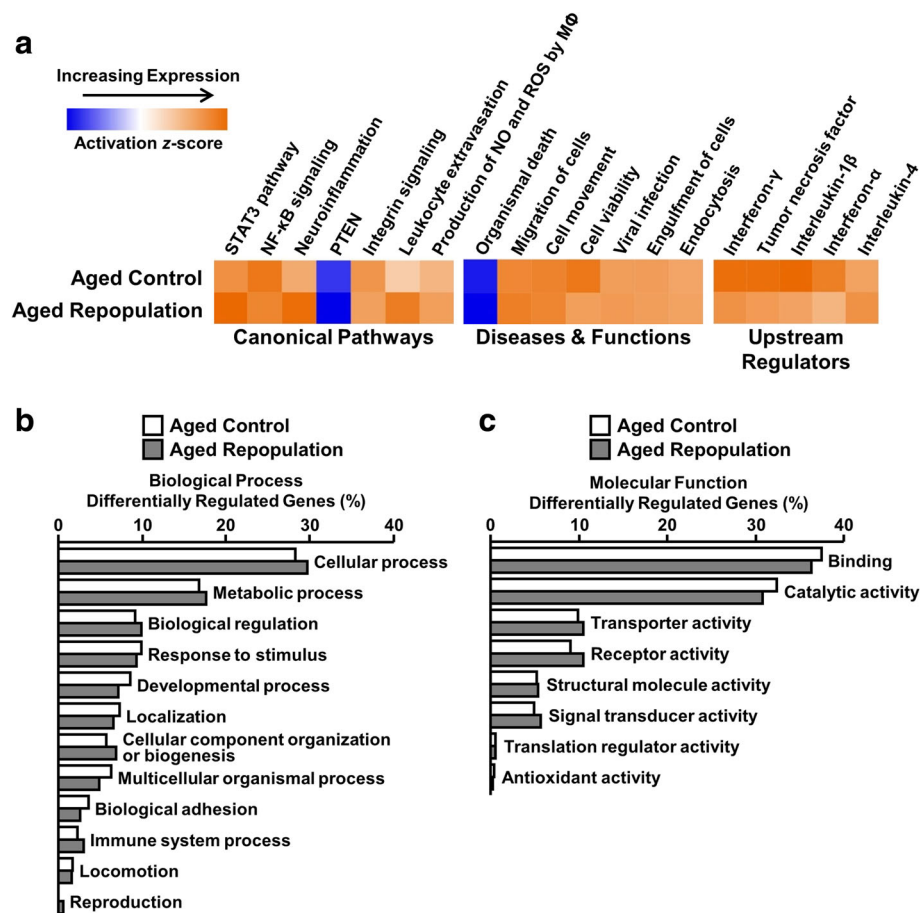 a
Increasing Expression
Activation z-score
STAT3 pathway
NF-κB signaling
Neuroinflammation
PTEN
Integrin signaling
Leukocyte extravasation
Production of NO and ROS by MΦ
Organismal death
Migration of cells
Cell movement
Cell viability
Viral infection
Engulfment of cells
Endocytosis
Interferon-γ
Tumor necrosis factor
Interleukin-1β
Interferon-α
Interleukin-4
Aged Control
Aged Repopulation
Canonical Pathways
Diseases & Functions
Upstream
Regulators
b
Aged Control
Aged Repopulation
Biological Process
Differentially Regulated Genes (%)
0 10 20 30 40
Cellular process
Metabolic process
Biological regulation
Response to stimulus
Developmental process
Localization
Cellular component organization
or biogenesis
Multicellular organismal process
Biological adhesion
Immune system process
Locomotion
Reproduction
c
Aged Control
Aged Repopulation
Molecular Function
Differentially Regulated Genes (%)
0 10 20 30 40
Binding
Catalytic activity
Transporter activity
Receptor activity
Structural molecule activity
Signal transducer activity
Translation regulator activity
Antioxidant activity